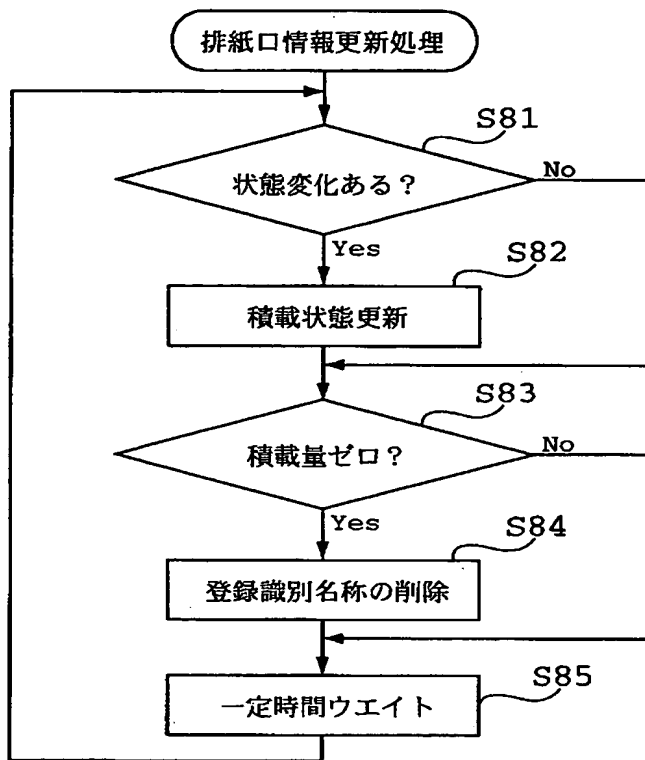 排紙口情報更新処理
S81
状態変化ある？
No
Yes
S82
積載状態更新
S83
積載量ゼロ？
No
Yes
S84
登録識別名称の削除
S85
一定時間ウエイト